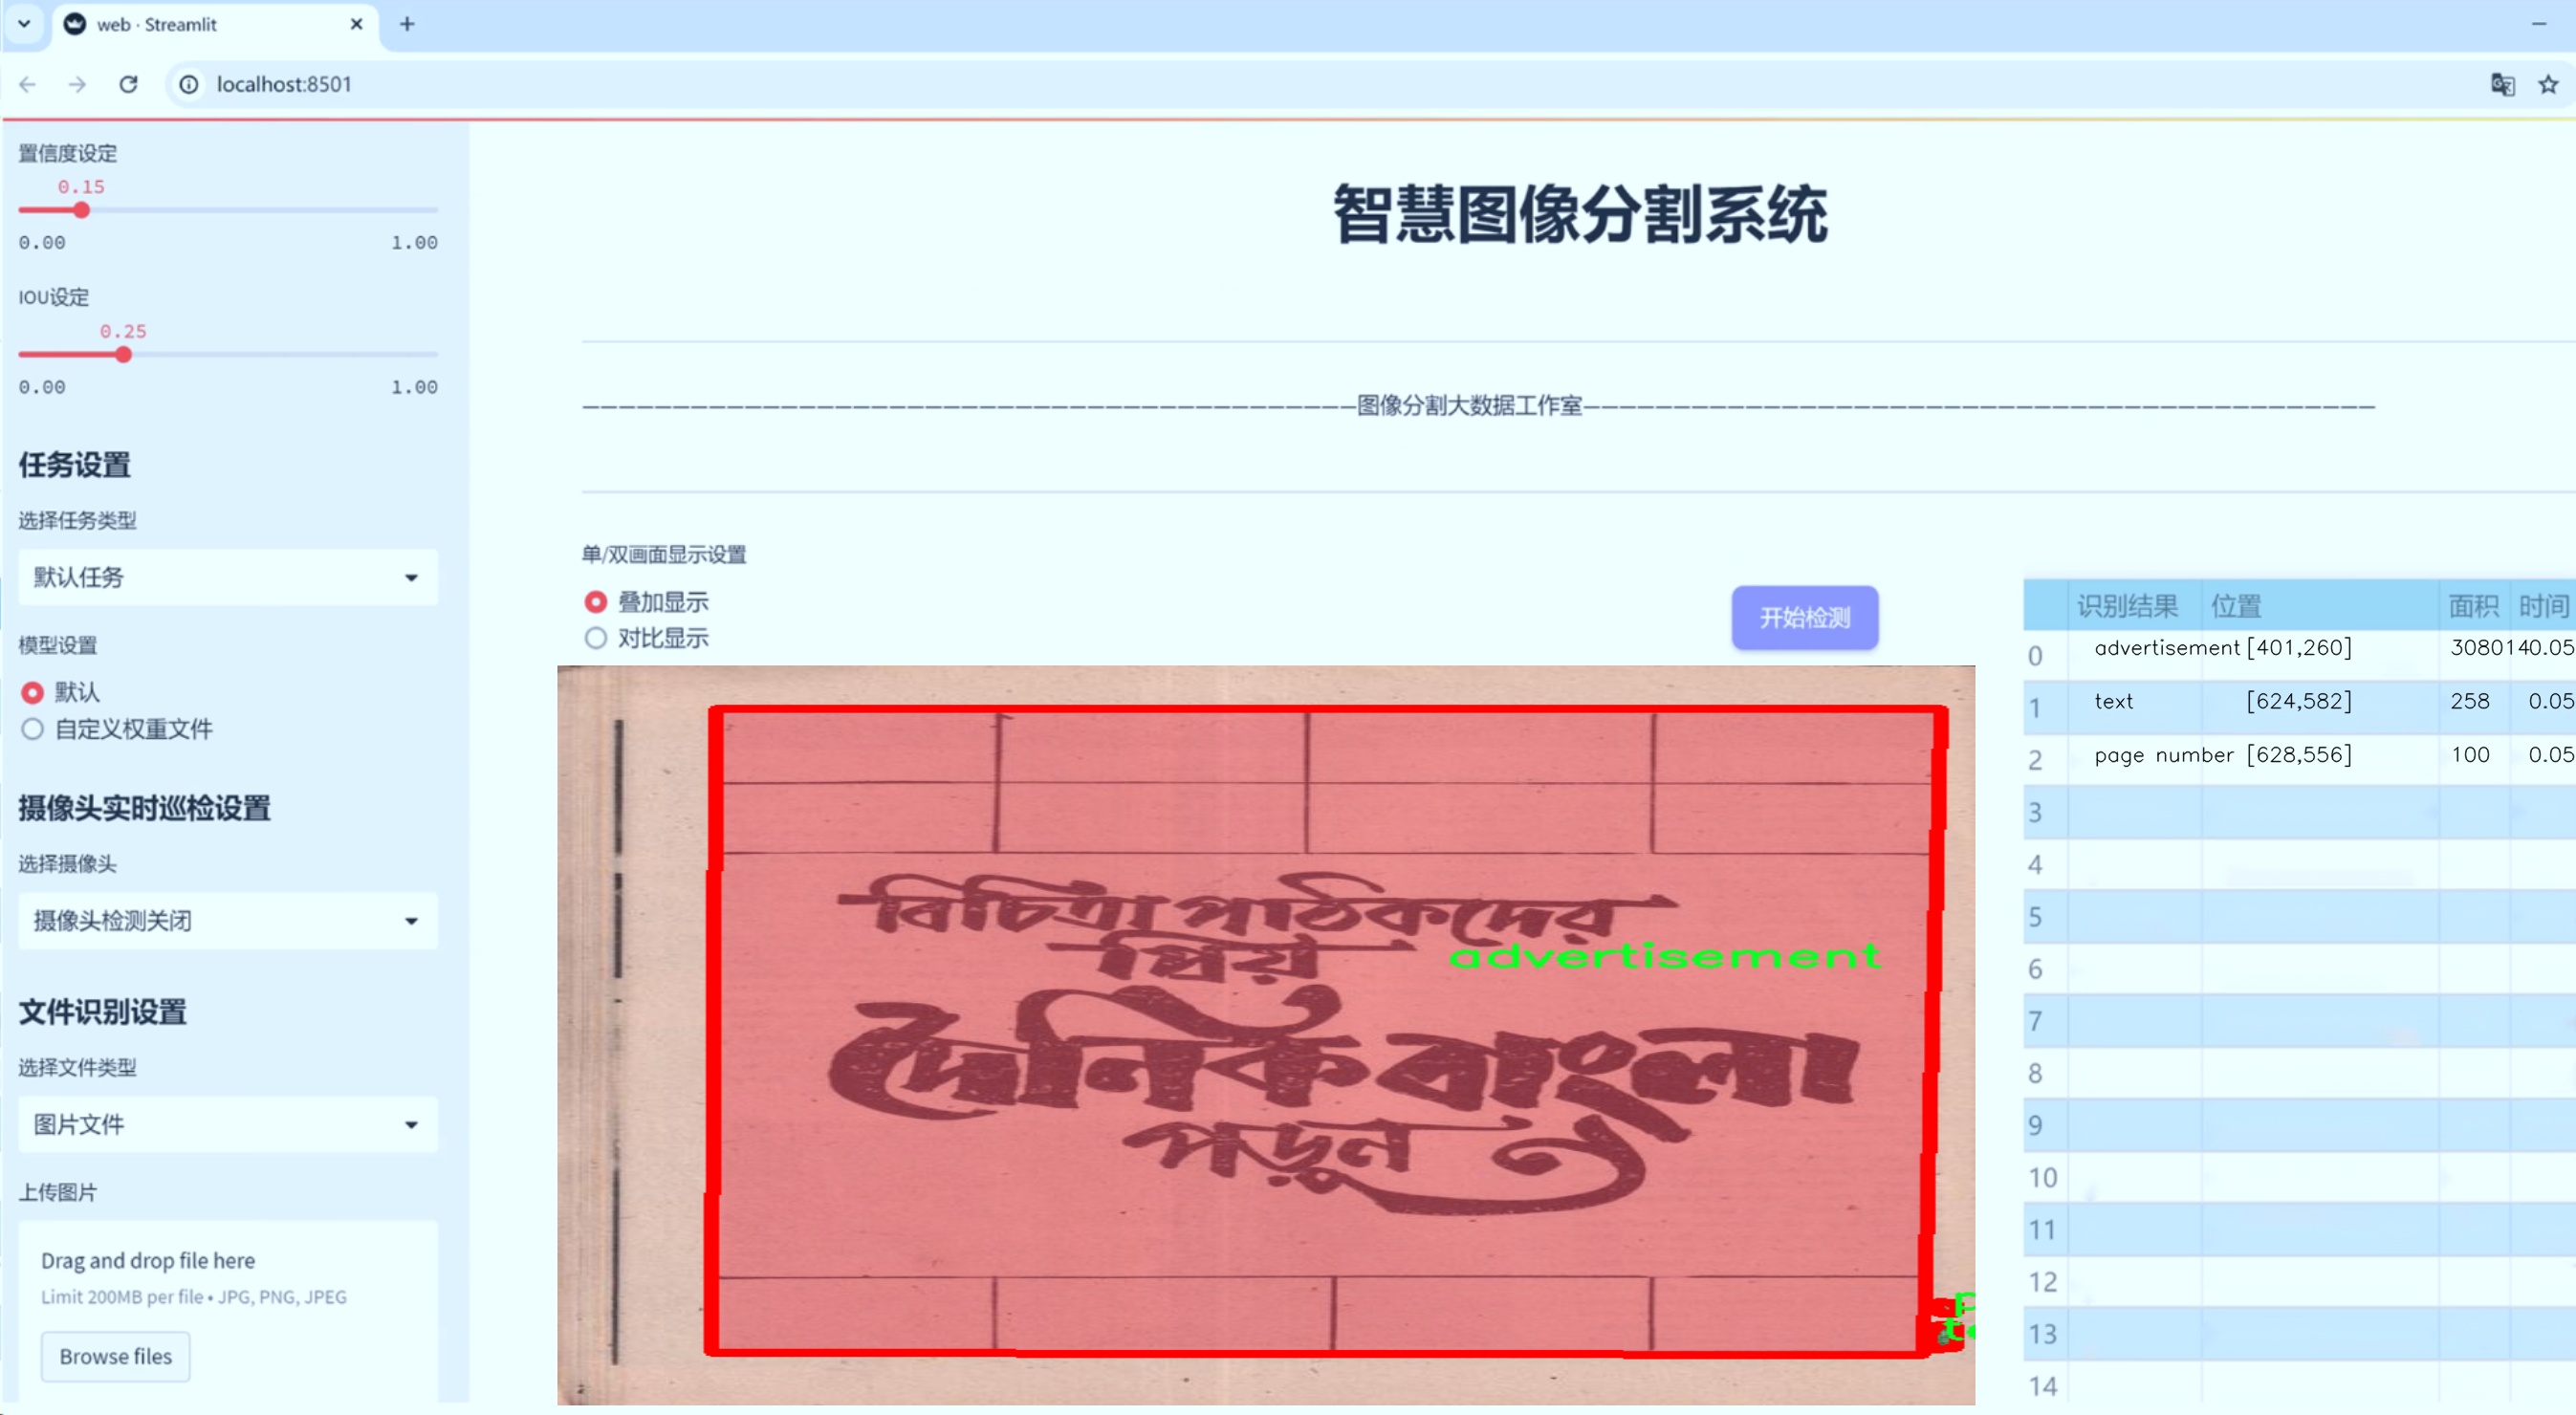 web · Streamlit
localhost:8501
置信度设定
0.15
0.00 1.00
IOU设定
0.25
0.00 1.00
任务设置
选择任务类型
默认任务
模型设置
默认
自定义权重文件
摄像头实时巡检设置
选择摄像头
摄像头检测关闭
文件识别设置
选择文件类型
图片文件
上传图片
Drag and drop file here
Limit 200MB per file • JPG, PNG, JPEG
Browse files
智慧图像分割系统
图像分割大数据工作室
单/双画面显示设置
叠加显示
对比显示
开始检测
বিচিত্রা পাঠকদের
প্রিয়
advertisement
দৈনিক বাংলা
পড়ুন
识别结果 位置 面积 时间
0 advertisement [401,260] 3080140.05
1 text [624,582] 258 0.05
2 page number [628,556] 100 0.05
3
4
5
6
7
8
9
10
11
12
13
14